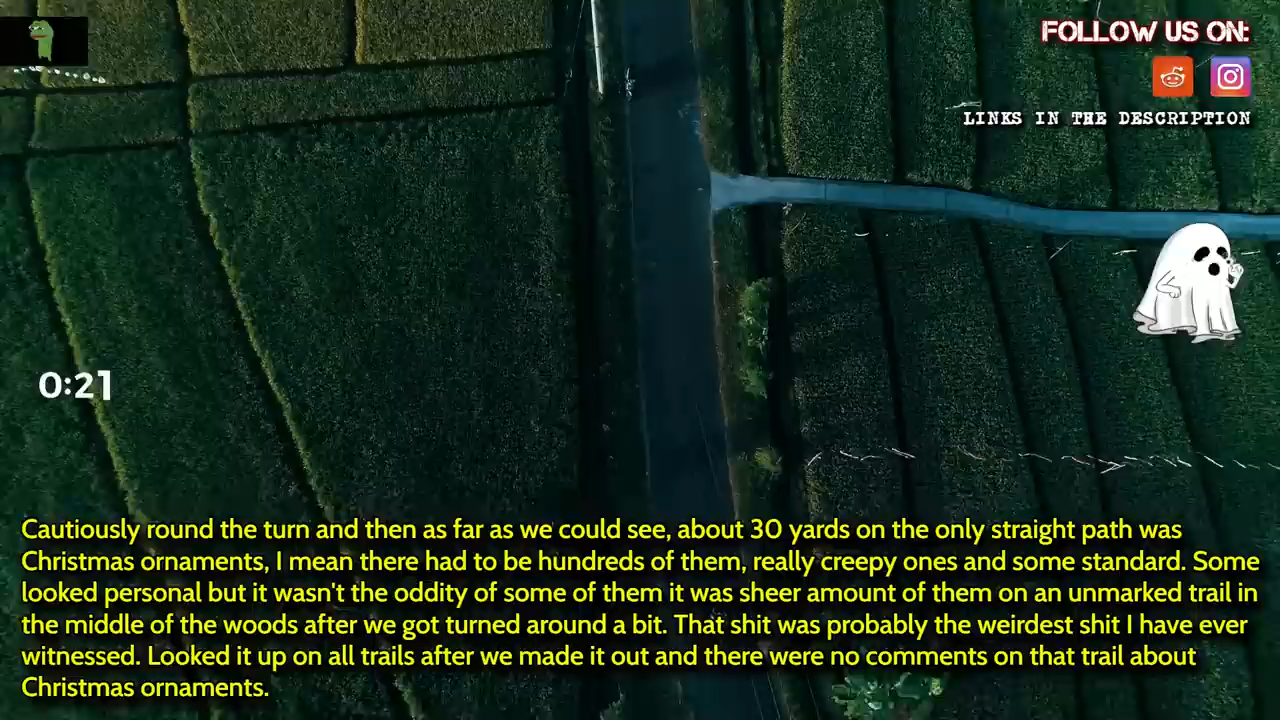 FOLLOW US ON:
LINKS IN THE DESCRIPTION
0:21
Cautiously round the turn and then as far as we could see, about 30 yards on the only straight path was
Christmas ornaments, I mean there had to be hundreds of them, really creepy ones and some standard. Some
looked personal but it wasn't the oddity of some of them it was sheer amount of them on an unmarked trail in
the middle of the woods after we got turned around a bit. That shit was probably the weirdest shit I have ever
witnessed. Looked it up on all trails after we made it out and there were no comments on that trail about
Christmas ornaments.